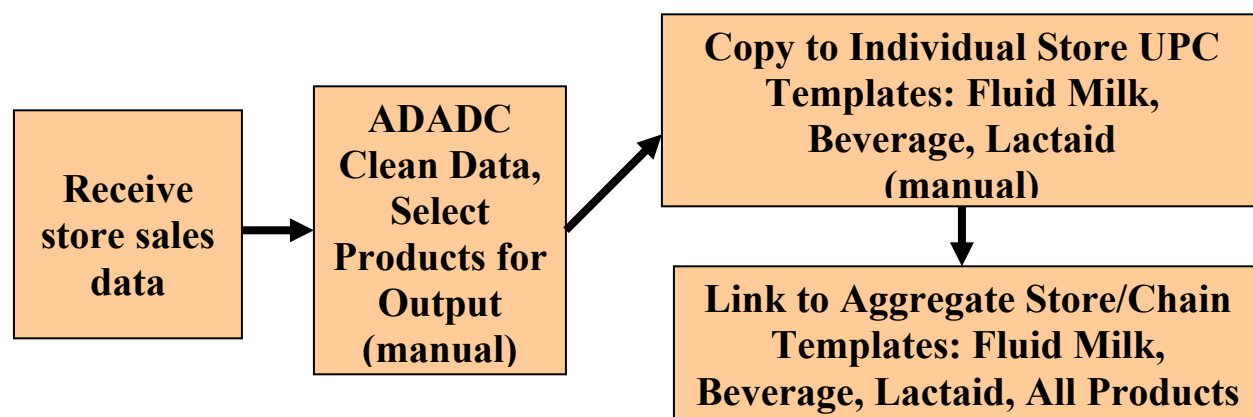 Receive
store sales
data
ADADC
Clean Data,
Select
Products for
Output
(manual)
Copy to Individual Store UPC
Templates: Fluid Milk,
Beverage, Lactaid
(manual)
Link to Aggregate Store/Chain
Templates: Fluid Milk,
Beverage, Lactaid, All Products